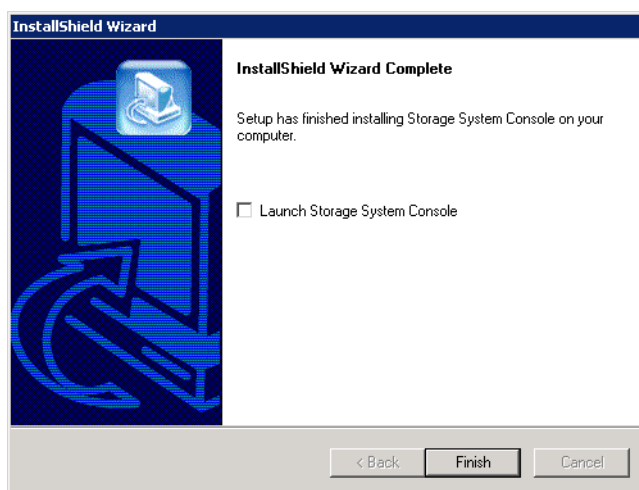 InstallShield Wizard
InstallShield Wizard Complete
Setup has finished installing Storage System Console on your
computer.
Launch Storage System Console
< Back Finish Cancel